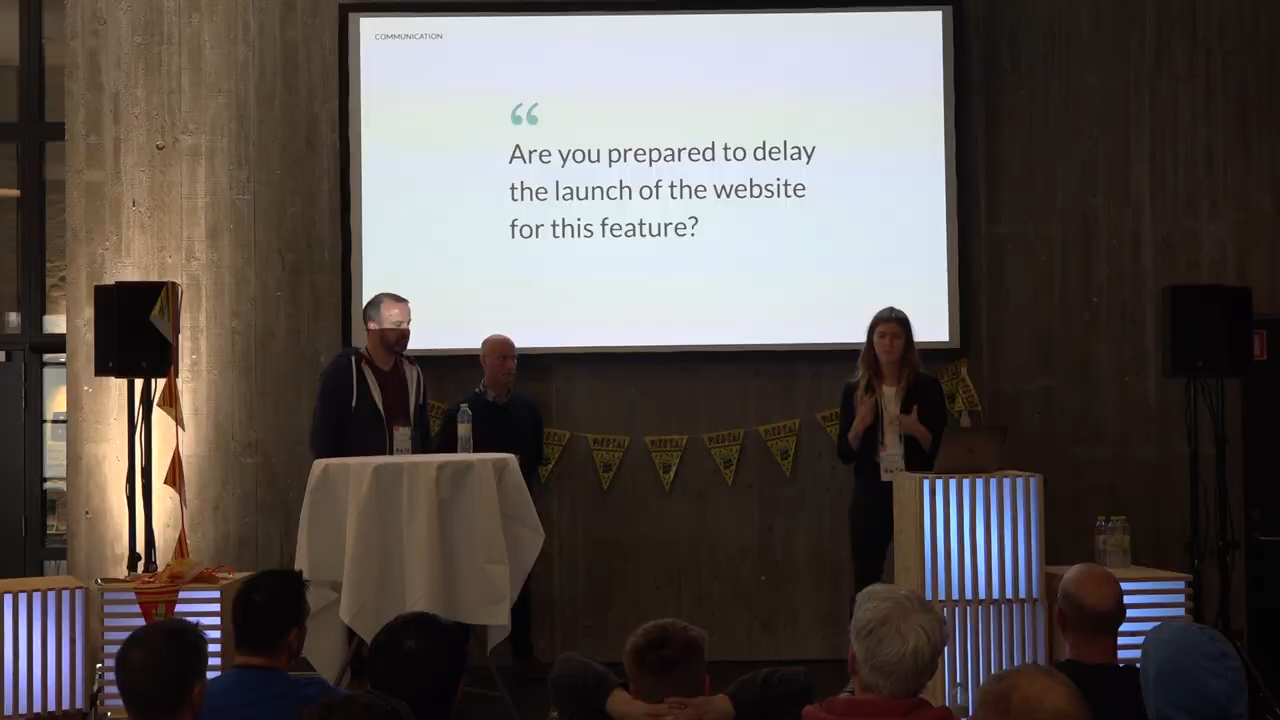 COMMUNICATION
“
Are you prepared to delay
the launch of the website
for this feature?